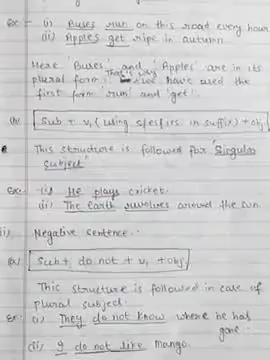 Ex:- (i) Buses run on this road every hour
(ii) Apples get ripe in autumn.
Here 'Buses' and 'Apples' are in its
plural form. That's why we have used the
first form 'run' and 'get'.
(b) Sub + V1 (using s/es/ies in suffix) + obj
This structure is followed for 'Singular
subject'
Ex:- (i) He plays cricket.
(ii) The Earth revolves around the sun.
ii) Negative sentence.
(a) Sub + do not + V1 + obj
This structure is followed in case of
plural subject.
Ex:- (i) They do not know where he has
gone.
(ii) I do not like Mango.